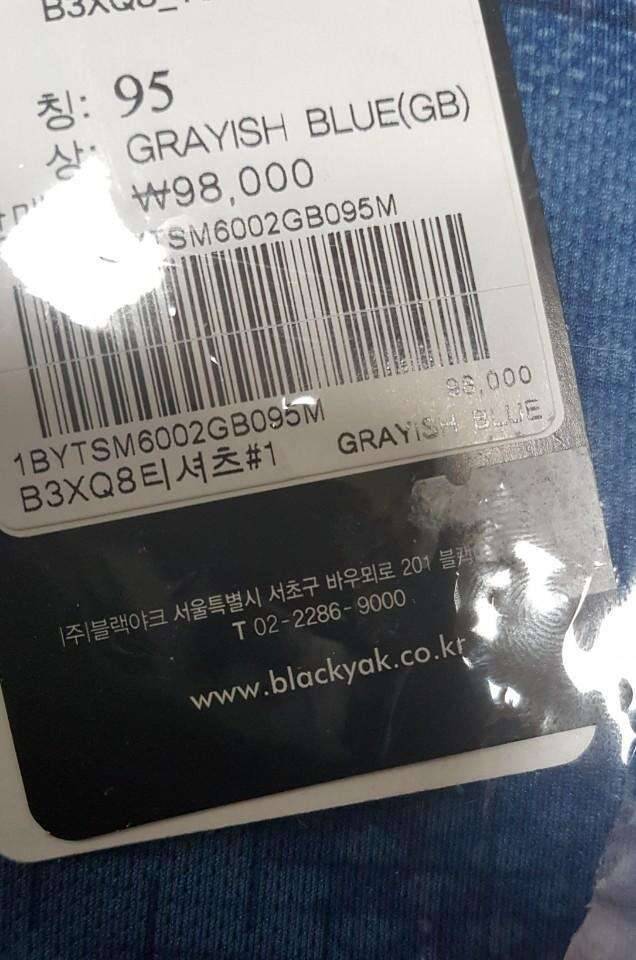 칭: 95
상: GRAYISH BLUE(GB)
₩98,000
TSM6002GB095M
1BYTSM6002GB095M 98,000
B3XQ8티셔츠#1 GRAYISH BLUE
(주)블랙야크 서울특별시 서초구 바우뫼로 201 블랙
T 02-2286-9000
www.blackyak.co.kr